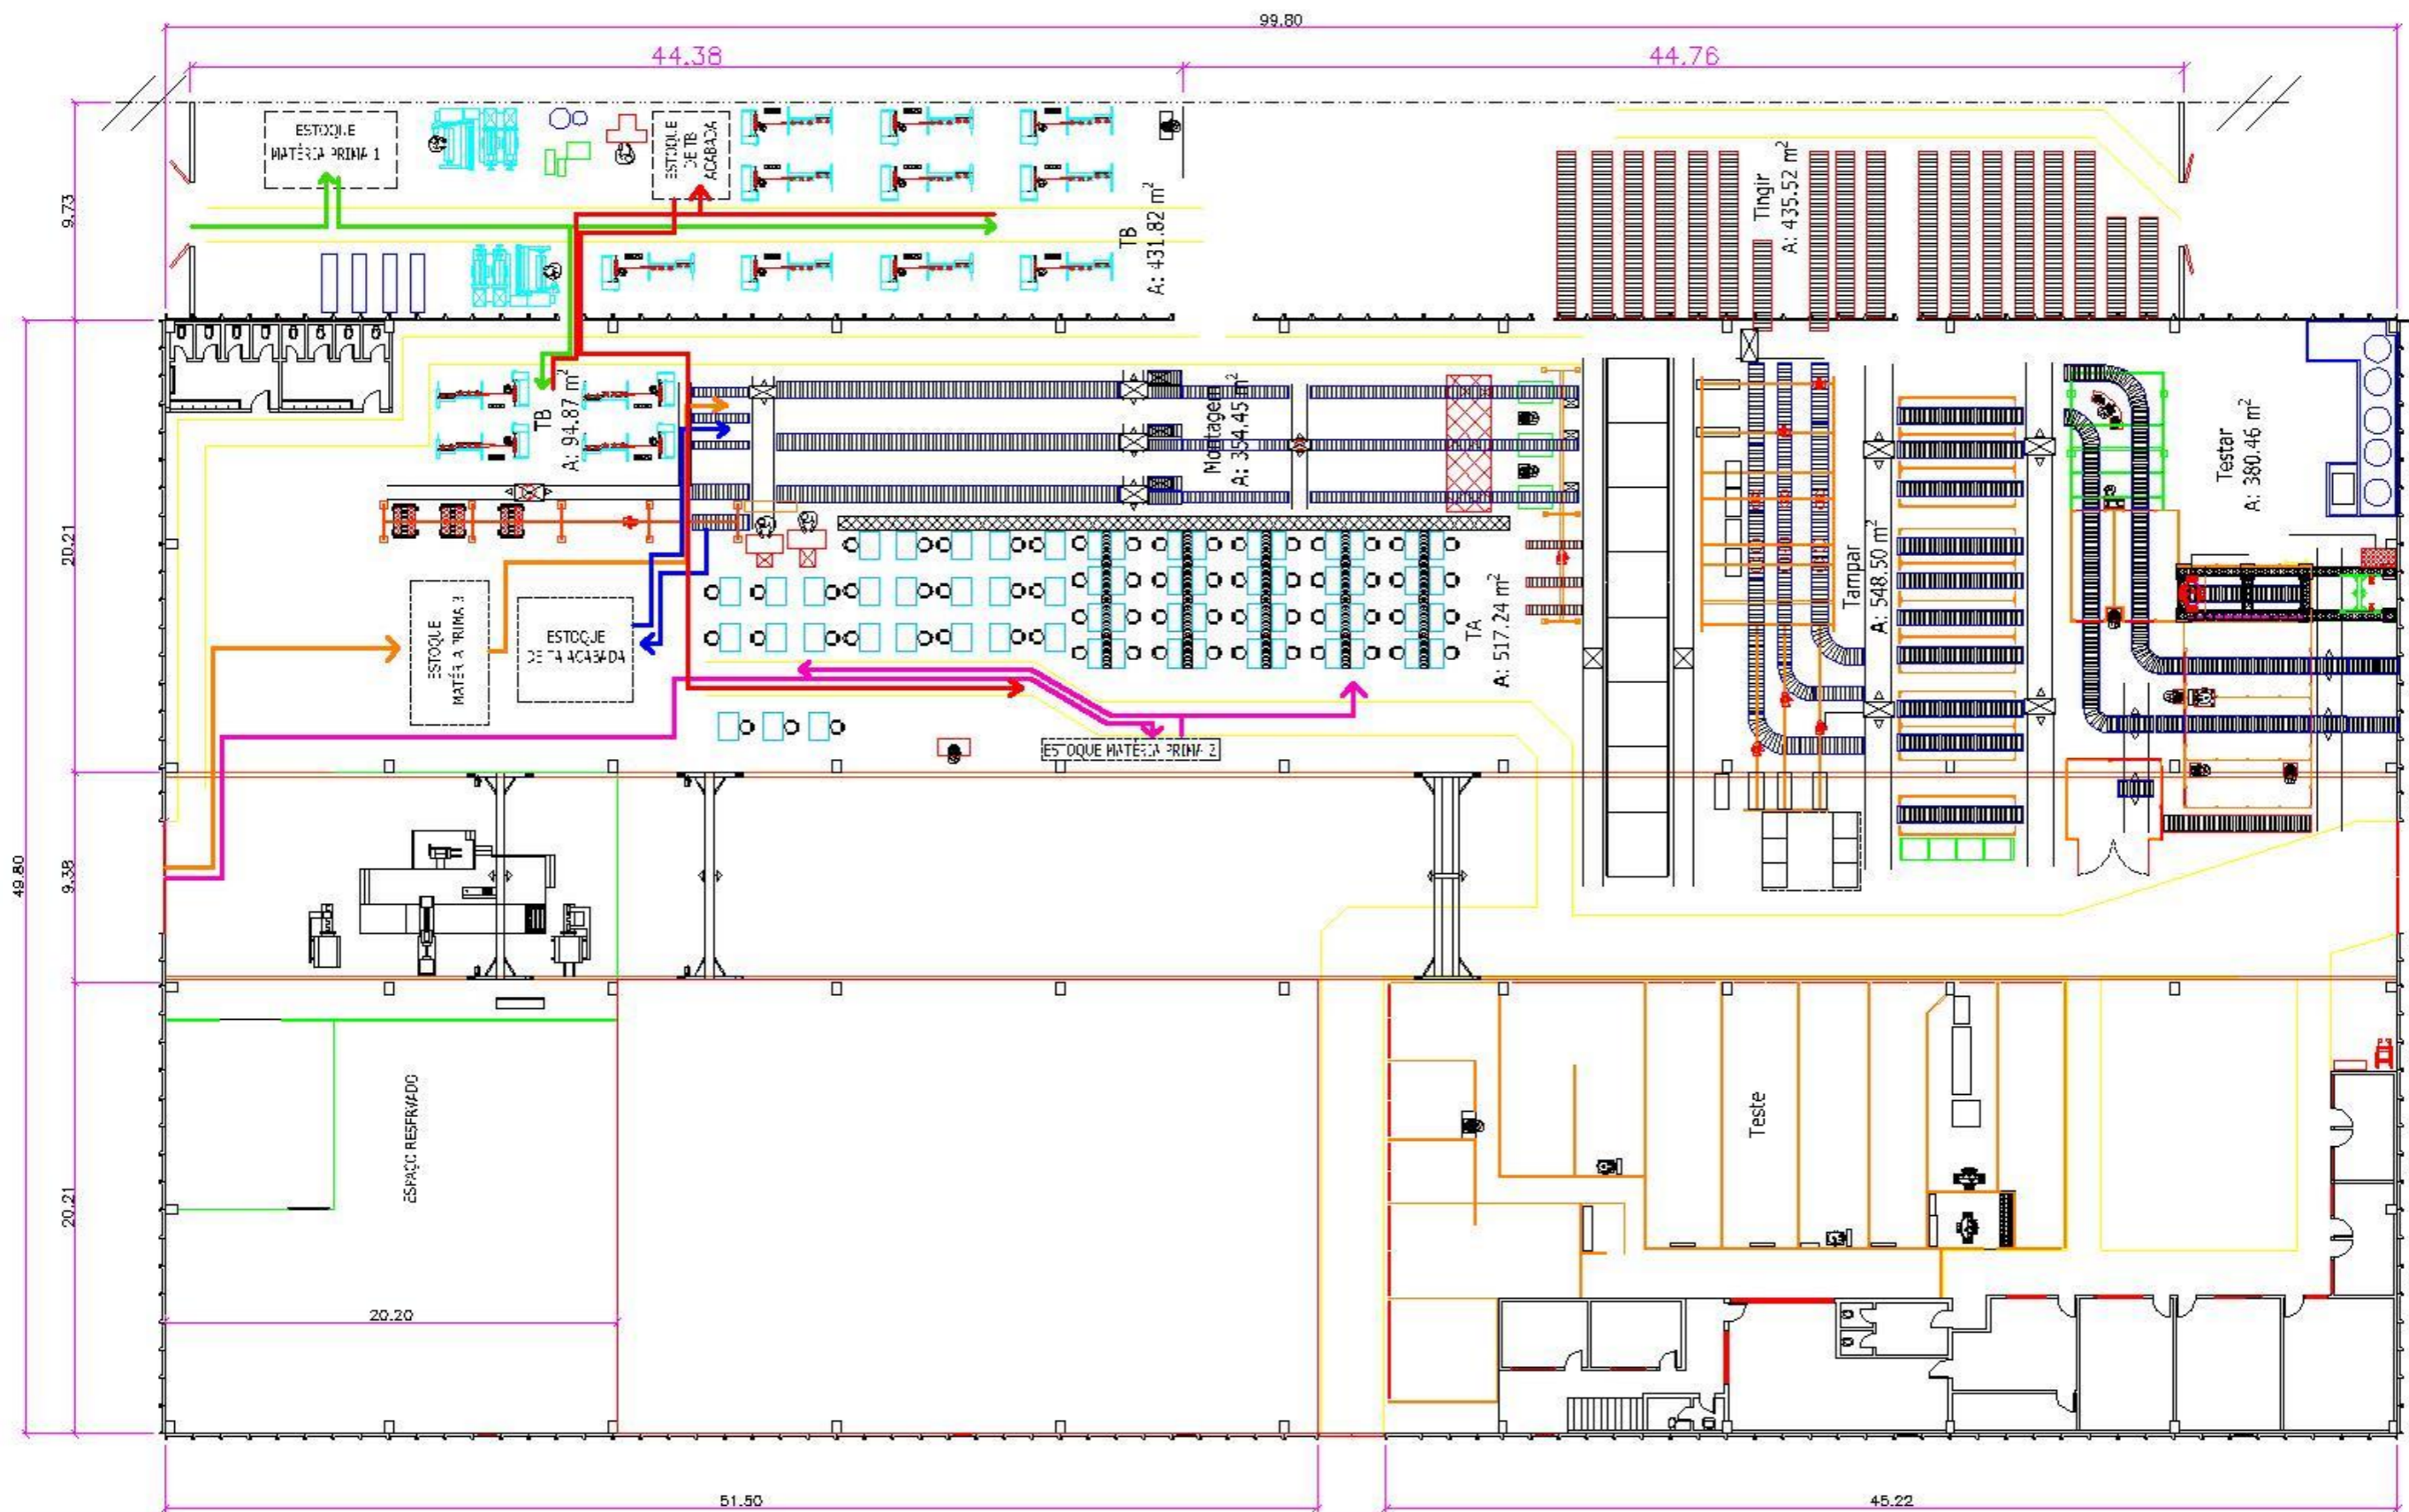 99.80
44.38
44.76
ESTOQUE
MATÉRIA PRIMA 1
ESTOQUE
DE TB
ACABADA
TB
A: 431.82 m²
Tingir
A: 435.52 m²
9.73
TB
A: 94.87 m²
Montagem
A: 354.45 m²
Tampar
A: 548.50 m²
Testar
A: 380.46 m²
20.21
ESTOQUE
MATÉRIA PRIMA 3
ESTOQUE
DE TA ACABADA
TA
A: 517.24 m²
ESTOQUE MATÉRIA PRIMA 2
49.80
9.38
ESPAÇO RESERVADO
Teste
20.21
20.20
51.50
45.22